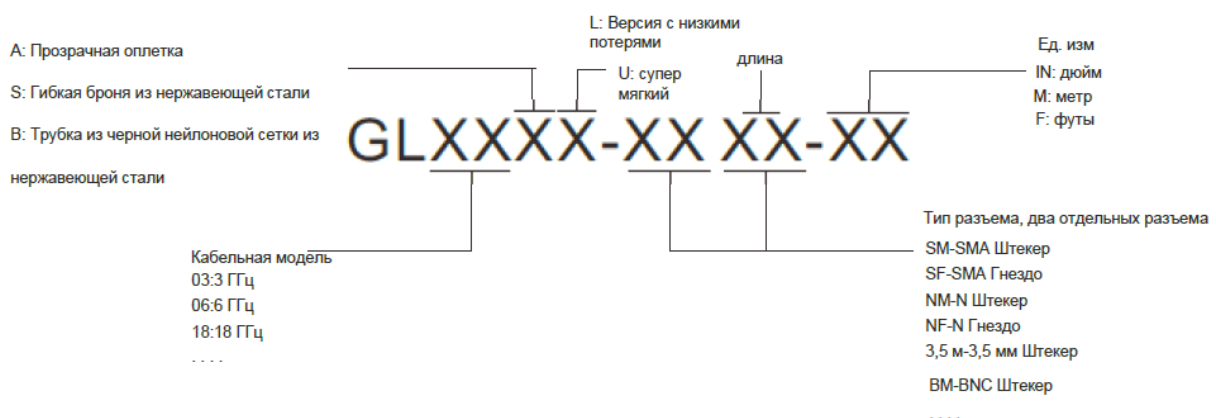 A: Прозрачная оплетка
S: Гибкая броня из нержавеющей стали
B: Трубка из черной нейлоновой сетки из
нержавеющей стали
L: Версия с низкими
потерями
U: супер
мягкий
длина
Ед. изм
IN: дюйм
M: метр
F: футы
GLXXXX-XX XX-XX
Кабельная модель
03:3 ГГц
06:6 ГГц
18:18 ГГц
. . . .
Тип разъема, два отдельных разъема
SM-SMA Штекер
SF-SMA Гнездо
NM-N Штекер
NF-N Гнездо
3,5 м-3,5 мм Штекер
BM-BNC Штекер
. . . .